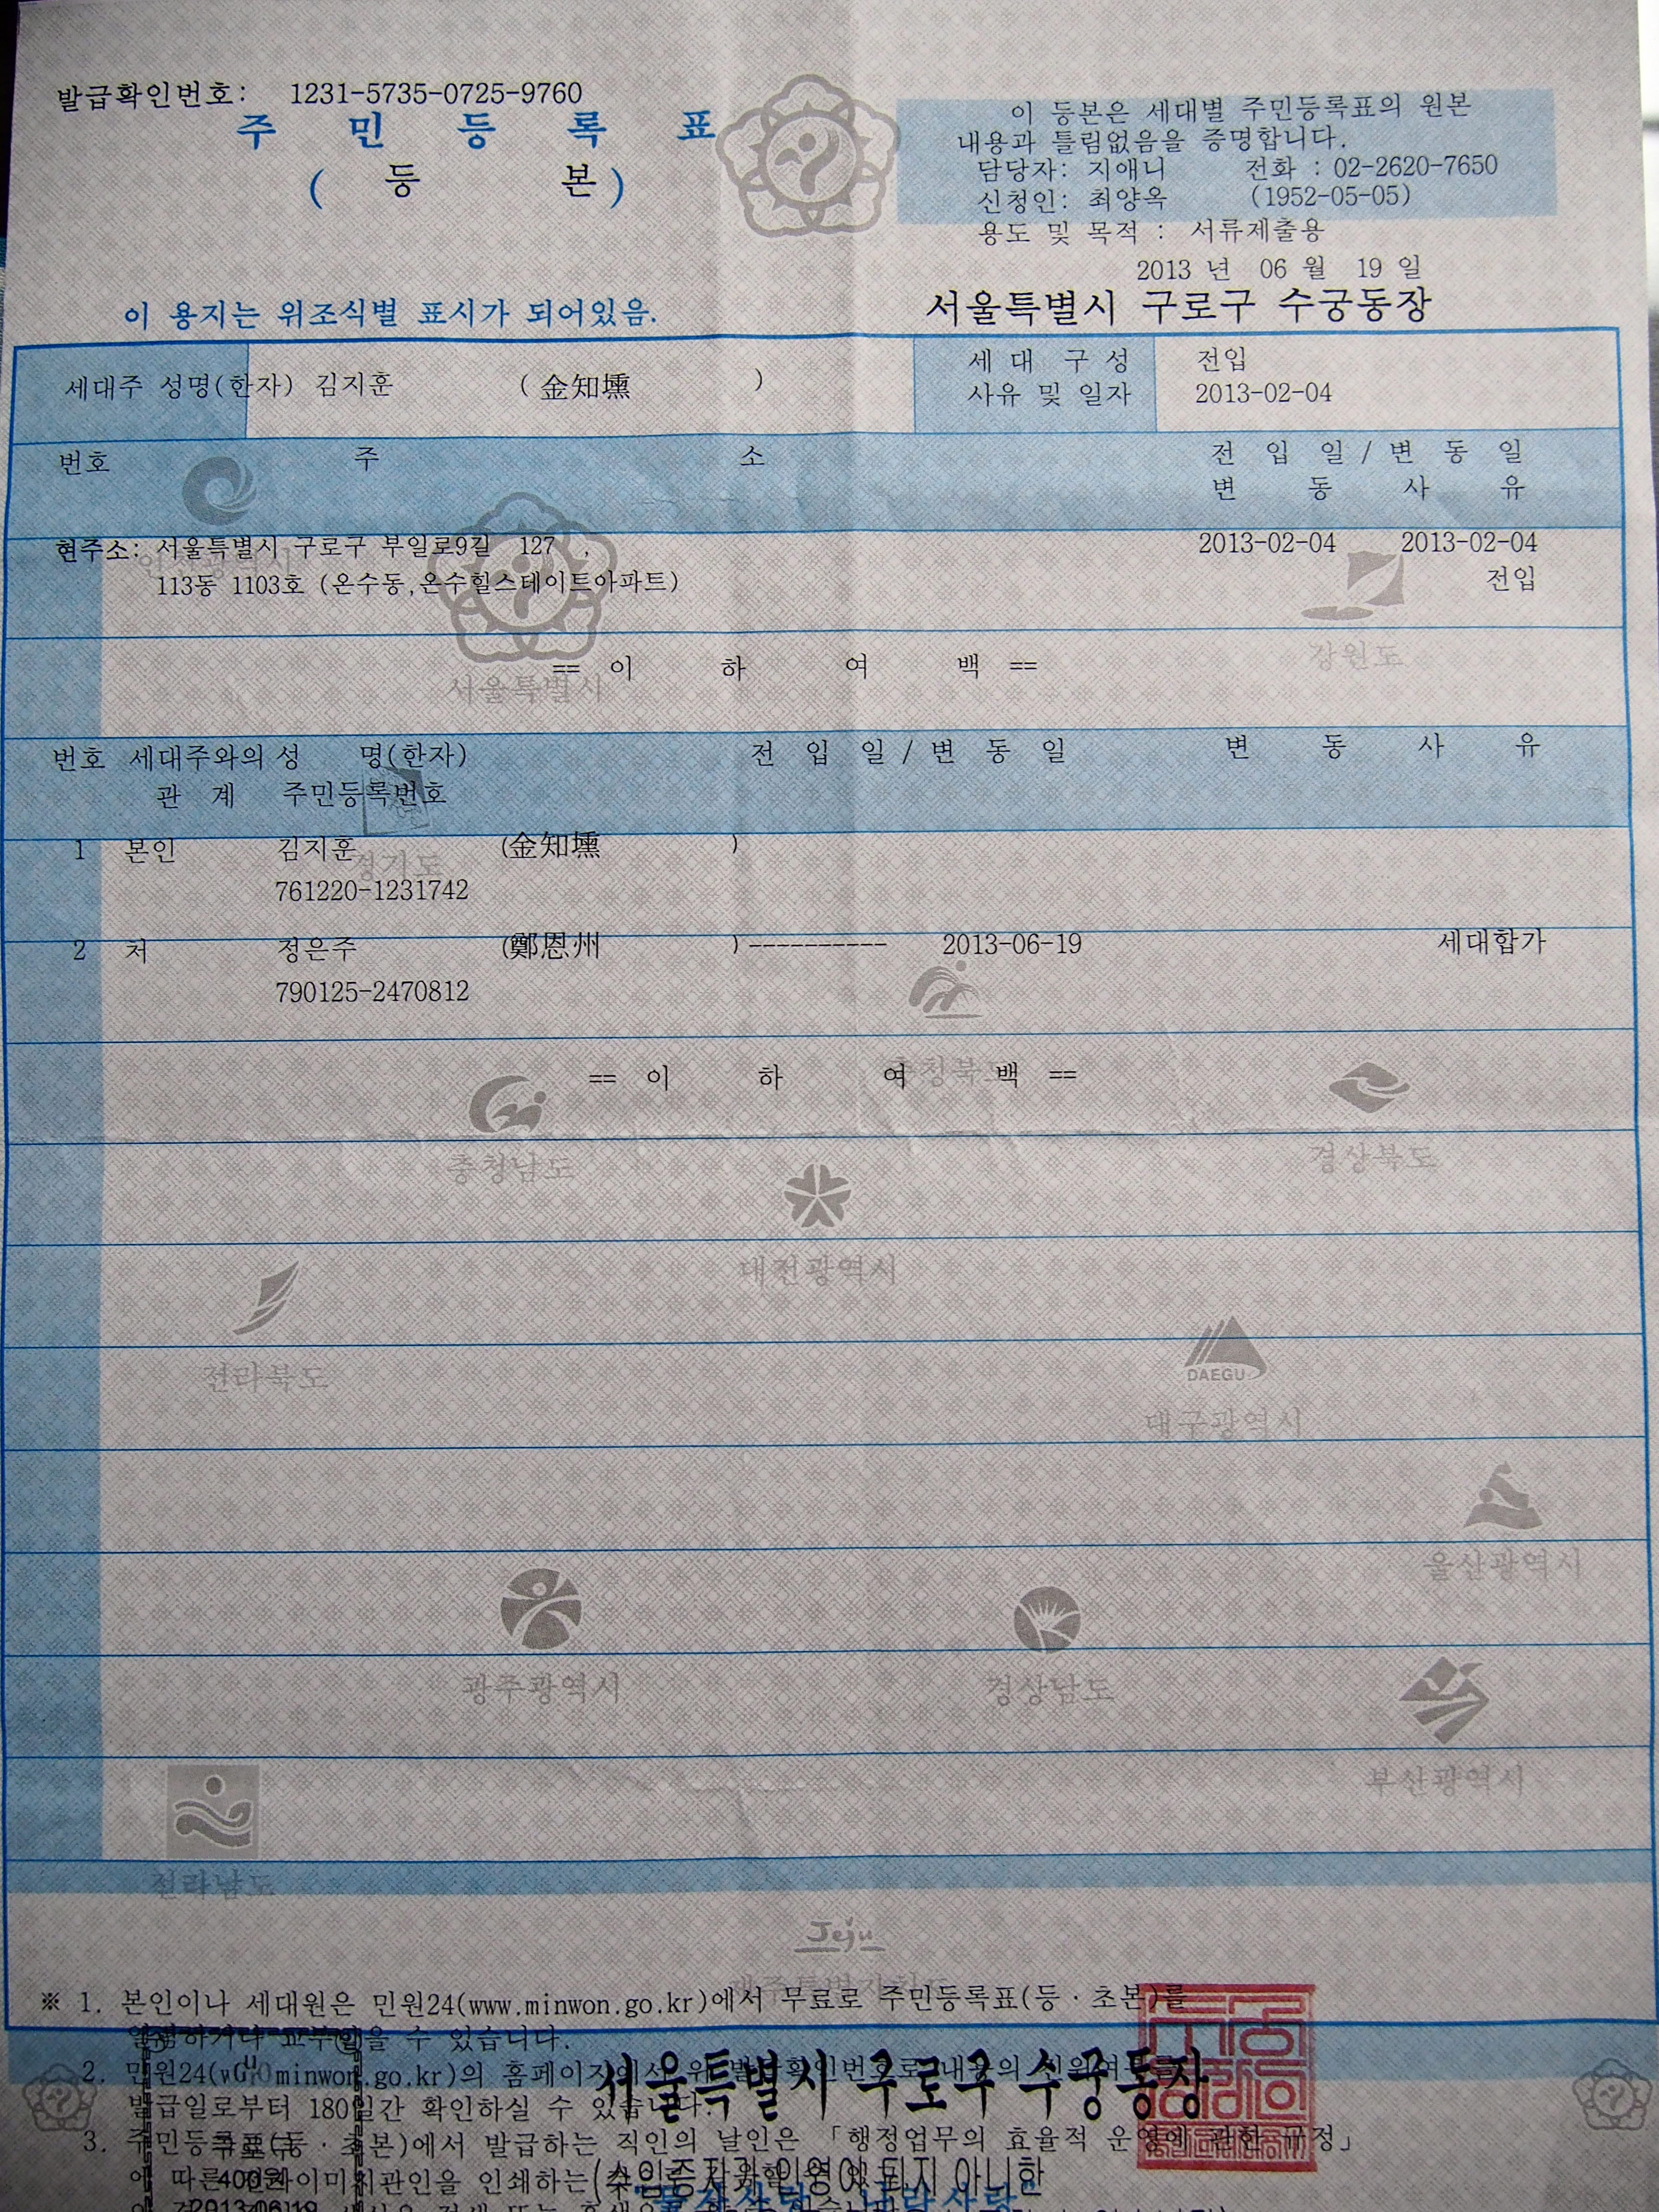 발급확인번호: 1231-5735-0725-9760
주 민 등 록 표
( 등 본 )
이 등본은 세대별 주민등록표의 원본
내용과 틀림없음을 증명합니다.
담당자: 지애니 전화 : 02-2620-7650
신청인: 최양옥 (1952-05-05)
용도 및 목적 : 서류제출용
2013 년 06 월 19 일
이 용지는 위조식별 표시가 되어있음.
서울특별시 구로구 수궁동장
세대주 성명(한자) 김지훈 ( 金知壎 )
세 대 구 성 전입
사유 및 일자 2013-02-04
번호 주 소 전 입 일 / 변 동 일
변 동 사 유
현주소: 서울특별시 구로구 부일로9길 127 , 2013-02-04 2013-02-04
113동 1103호 (온수동,온수힐스테이트아파트) 전입
인천광역시
강원도
== 이 하 여 백 ==
서울특별시
번호 세대주와의 성 명(한자) 전 입 일 / 변 동 일 변 동 사 유
관 계 주민등록번호
1 본인 김지훈 (金知壎 )
경기도
761220-1231742
2 처 정은주 (鄭恩州 ) ---------- 2013-06-19 세대합가
790125-2470812
== 이 하 여 백 ==
충청북도
충청남도
경상북도
대전광역시
전라북도
DAEGU
대구광역시
울산광역시
광주광역시
경상남도
부산광역시
전라남도
Jeju
제주특별자치도
※ 1. 본인이나 세대원은 민원24(www.minwon.go.kr)에서 무료로 주민등록표(등ㆍ초본)를
열람하거나 교부받을 수 있습니다.
2. 민원24(www.minwon.go.kr)의 홈페이지에서 위 발급확인번호로 내용의 진위여부를
서울특별시 구로구 수궁동장
발급일로부터 180일간 확인하실 수 있습니다.
3. 주민등록표(등ㆍ초본)에서 발급하는 직인의 날인은 「행정업무의 효율적 운영에 관한 규정」
에 따른 전자이미지관인을 인쇄하는
400원
(수입증지가 인영이 되지 아니한
2013.06.19